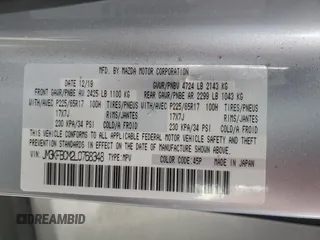 MFD BY MAZDA MOTOR CORPORATION
DATE 12/19 GVWR/PNBV 4724 LB 2143 KG
FRONT GAWR/PNBE AV 2425 LB 1100 KG REAR GAWR/PNBE AR 2299 LB 1043 KG
WITH P225/65R17 100H TIRES/PNEUS WITH P225/65R17 100H TIRES/PNEUS
17X7J RIMS/JANTES 17X7J RIMS/JANTES
230 KPA/34 PSI COLD/A FROID 230 KPA/34 PSI COLD/A FROID
THIS VEHICLE CONFORMS TO ALL APPLICABLE FEDERAL MOTOR VEHICLE SAFETY, BUMPER, AND THEFT PREVENTION STANDARDS IN EFFECT ON THE DATE OF MANUFACTURE SHOWN ABOVE.
TYPE MPV
COLOR CODE 45P MADE IN JAPAN
AUTOBIDMASTER